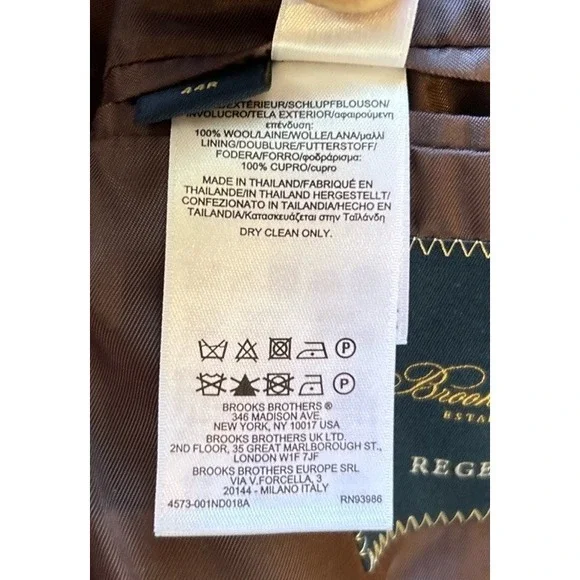 44R
EXTÉRIEUR/SCHLUPFBLOUSON/
INVOLUCRO/TELA EXTERIOR/αφαιρούμενη
επένδυση:
100% WOOL/LAINE/WOLLE/LANA/μαλλί
LINING/DOUBLURE/FUTTERSTOFF/
FODERA/FORRO/φοδράρισμα:
100% CUPRO/cupro
MADE IN THAILAND/FABRIQUÉ EN
THAILANDE/IN THAILAND HERGESTELLT/
CONFEZIONATO IN TAILANDIA/HECHO EN
TAILANDIA/Κατασκευάζεται στην Ταϊλάνδη
DRY CLEAN ONLY.
P
P
BROOKS BROTHERS ®
346 MADISON AVE.
NEW YORK, NY 10017 USA
BROOKS BROTHERS UK LTD.
2ND FLOOR, 35 GREAT MARLBOROUGH ST.,
LONDON W1F 7JF
BROOKS BROTHERS EUROPE SRL
VIA V.FORCELLA, 3
20144 - MILANO ITALY
4573-001ND018A RN93986
Broo
ESTA
REGE